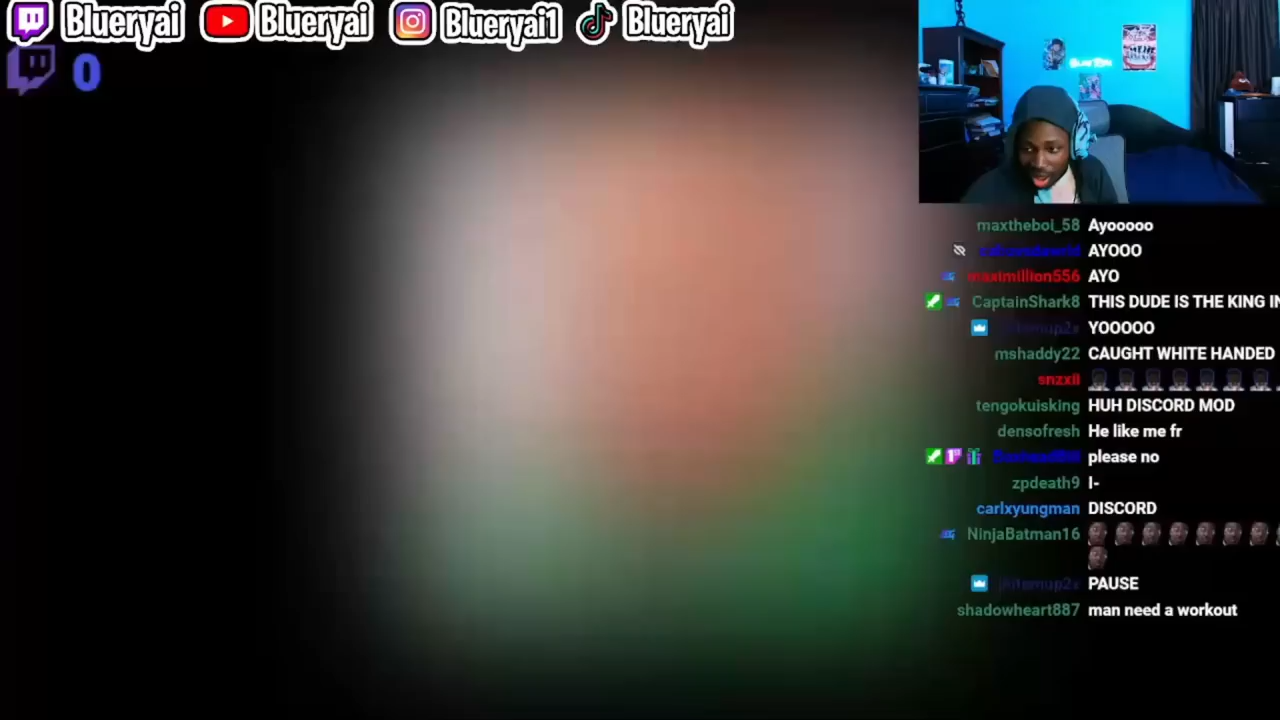 Blueryai Blueryai Blueryai1 Blueryai
0
maxtheboi_58 Ayooooo
AYOOO
maximillion556 AYO
CaptainShark8 THIS DUDE IS THE KING IN
YOOOOO
mshaddy22 CAUGHT WHITE HANDED
snzxii
tengokuisking HUH DISCORD MOD
densofresh He like me fr
please no
zpdeath9 I-
carlxyungman DISCORD
NinjaBatman16
PAUSE
shadowheart887 man need a workout